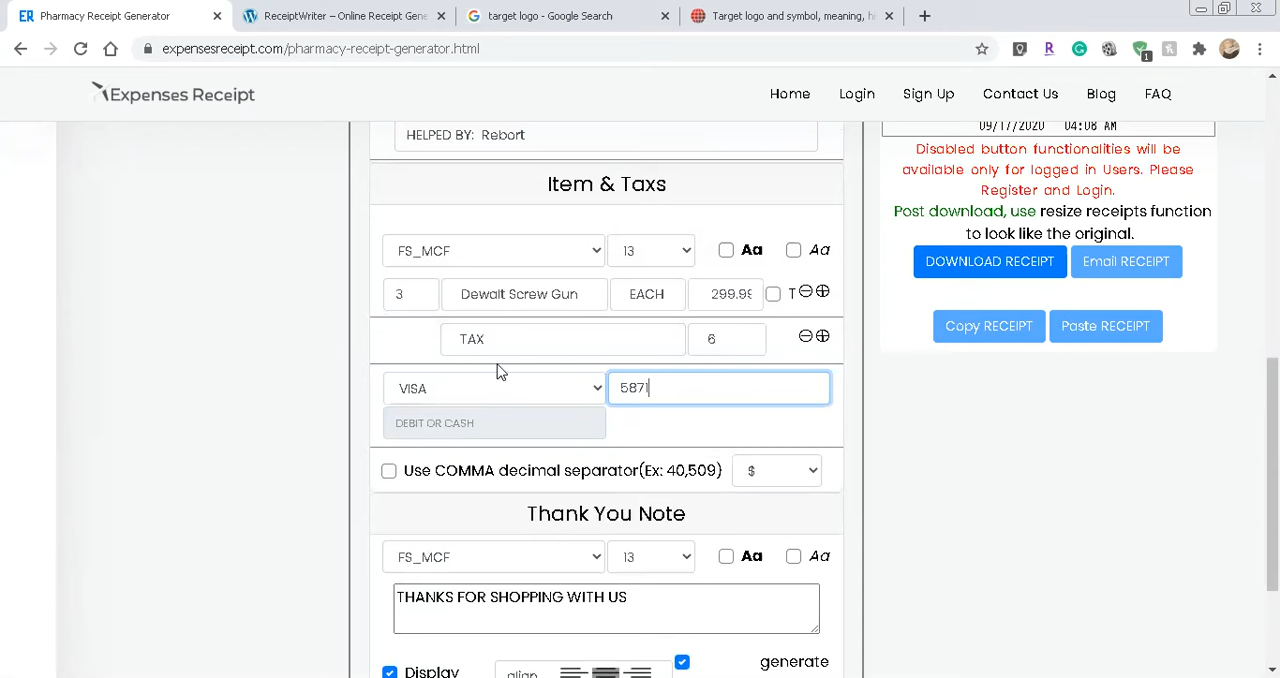 Pharmacy Receipt Generator
ReceiptWriter – Online Receipt Gene
target logo - Google Search
Target logo and symbol, meaning, hi
expensesreceipt.com/pharmacy-receipt-generator.html
Expenses Receipt
Home Login Sign Up Contact Us Blog FAQ
HELPED BY: Rebort
09/17/2020 04:08 AM
Disabled button functionalities will be
available only for logged in Users. Please
Register and Login.
Post download, use resize receipts function
to look like the original.
DOWNLOAD RECEIPT Email RECEIPT
Copy RECEIPT Paste RECEIPT
Item & Taxs
FS_MCF 13 Aa Aa
3 Dewalt Screw Gun EACH 299.99 T
TAX 6
VISA 5871
DEBIT OR CASH
Use COMMA decimal separator(Ex: 40,509) $
Thank You Note
FS_MCF 13 Aa Aa
THANKS FOR SHOPPING WITH US
Display align generate